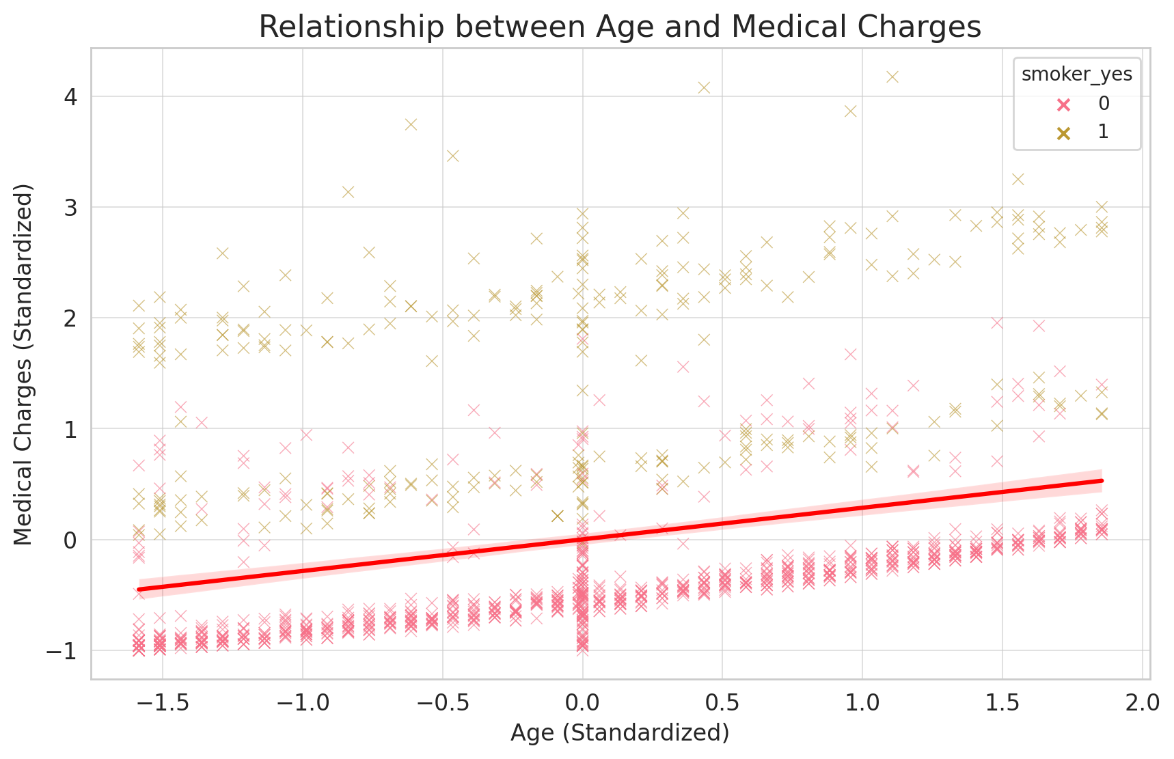 Relationship between Age and Medical Charges
smoker_yes
0
1
Medical Charges (Standardized)
4
3
2
1
0
−1
−1.5 −1.0 −0.5 0.0 0.5 1.0 1.5 2.0
Age (Standardized)